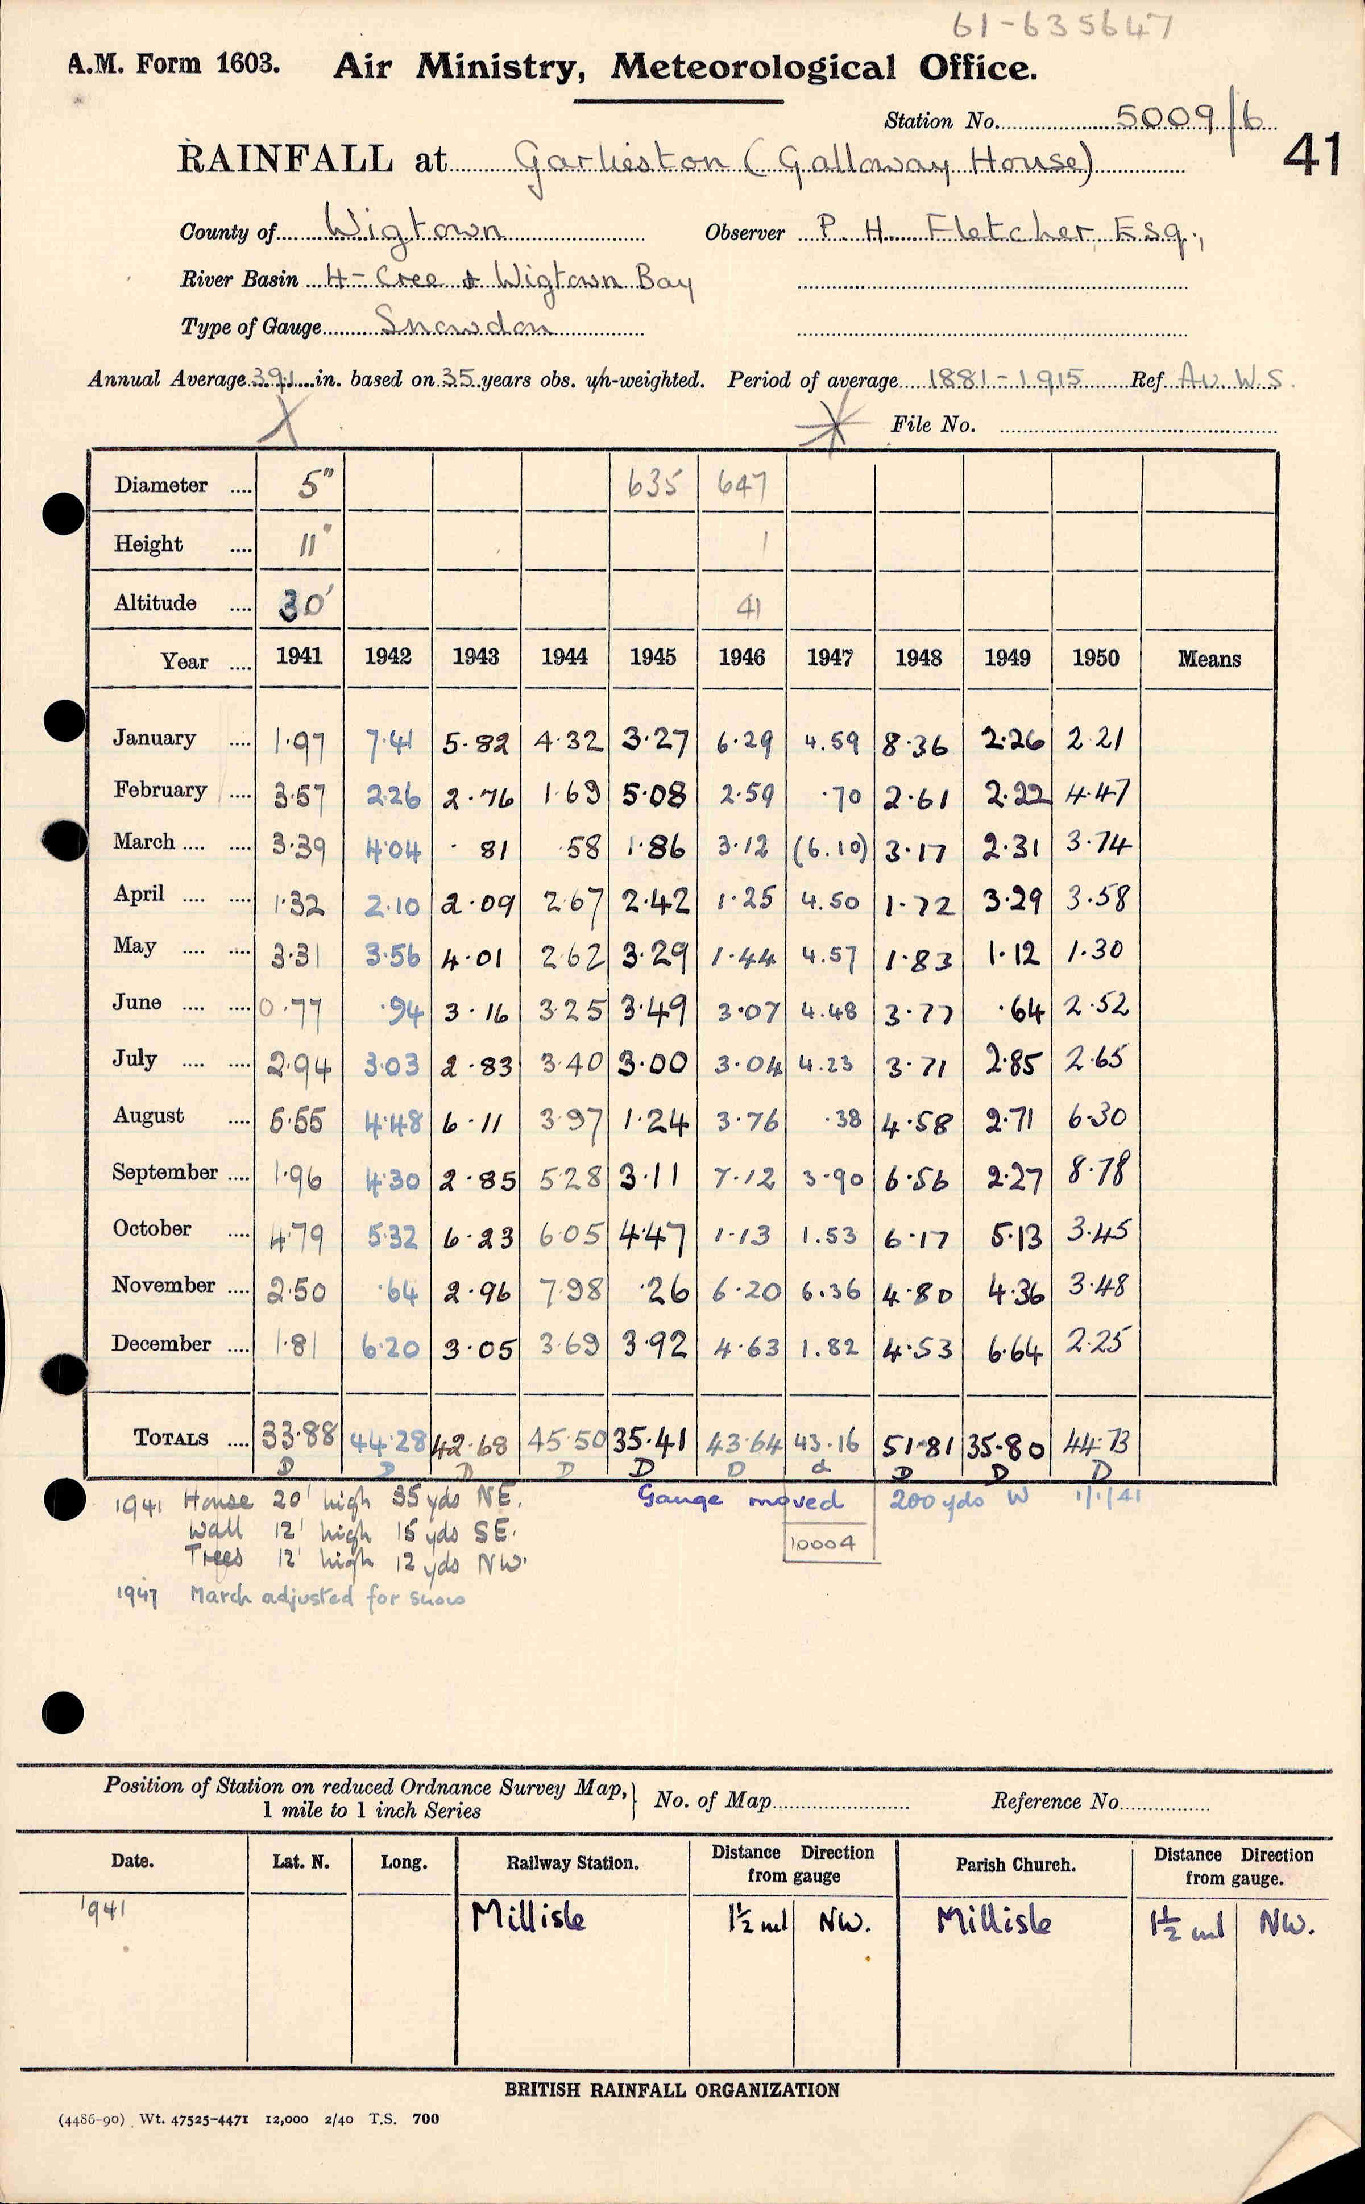 61-635647
A.M. Form 1603. Air Ministry, Meteorological Office.
Station No. 5009/6
41
RAINFALL at Garlieston (Galloway House)
County of Wigtown Observer P. H. Fletcher, Esq.,
River Basin 4- Cree & Wigtown Bay
Type of Gauge Snowdon
Annual Average 39.1 in. based on 35 years obs. u/n-weighted. Period of average 1881-1915 Ref. Av. W.S.
File No.
Diameter .... 5" 635 647
Height .... 11" 1
Altitude .... 30' 41
Year .... 1941 1942 1943 1944 1945 1946 1947 1948 1949 1950 Means
January .... 1.97 7.41 5.82 4.32 3.27 6.29 4.59 8.36 2.26 2.21
February .... 3.57 2.26 2.76 1.69 5.08 2.59 .70 2.61 2.22 4.47
March .... .... 3.39 4.04 .81 .58 1.86 3.12 (6.10) 3.17 2.31 3.74
April .... .... 1.32 2.10 2.09 2.67 2.42 1.25 4.50 1.72 3.29 3.58
May .... .... 3.31 3.56 4.01 2.62 3.29 1.44 4.57 1.83 1.12 1.30
June .... .... 0.77 .94 3.16 3.25 3.49 3.07 4.48 3.77 .64 2.52
July .... .... 2.94 3.03 2.83 3.40 3.00 3.04 4.23 3.71 2.85 2.65
August .... 5.55 4.48 6.11 3.97 1.24 3.76 .38 4.58 2.71 6.30
September .... 1.96 4.30 2.85 5.28 3.11 7.12 3.90 6.56 2.27 8.78
October .... 4.79 5.32 6.23 6.05 4.47 1.13 1.53 6.17 5.13 3.45
November .... 2.50 .64 2.96 7.98 .26 6.20 6.36 4.80 4.36 3.48
December .... 1.81 6.20 3.05 3.69 3.92 4.63 1.82 4.53 6.64 2.25
TOTALS .... 33.88 44.28 42.68 45.50 35.41 43.64 43.16 51.81 35.80 44.73
D D D D D D d D D D
1941 House 20' high 35 yds NE. Gauge moved 200 yds W 1/1/41
Wall 12' high 15 yds SE.
Trees 12' high 12 yds NW.
10004
1947 March adjusted for snow
Position of Station on reduced Ordnance Survey Map, 1 mile to 1 inch Series } No. of Map Reference No.
Date. Lat. N. Long. Railway Station. Distance Direction from gauge Parish Church. Distance Direction from gauge.
1941 Millisle 1½ ml NW. Millisle 1½ ml NW.
BRITISH RAINFALL ORGANIZATION
(4486-90) Wt. 47525-4471 12,000 2/40 T.S. 700